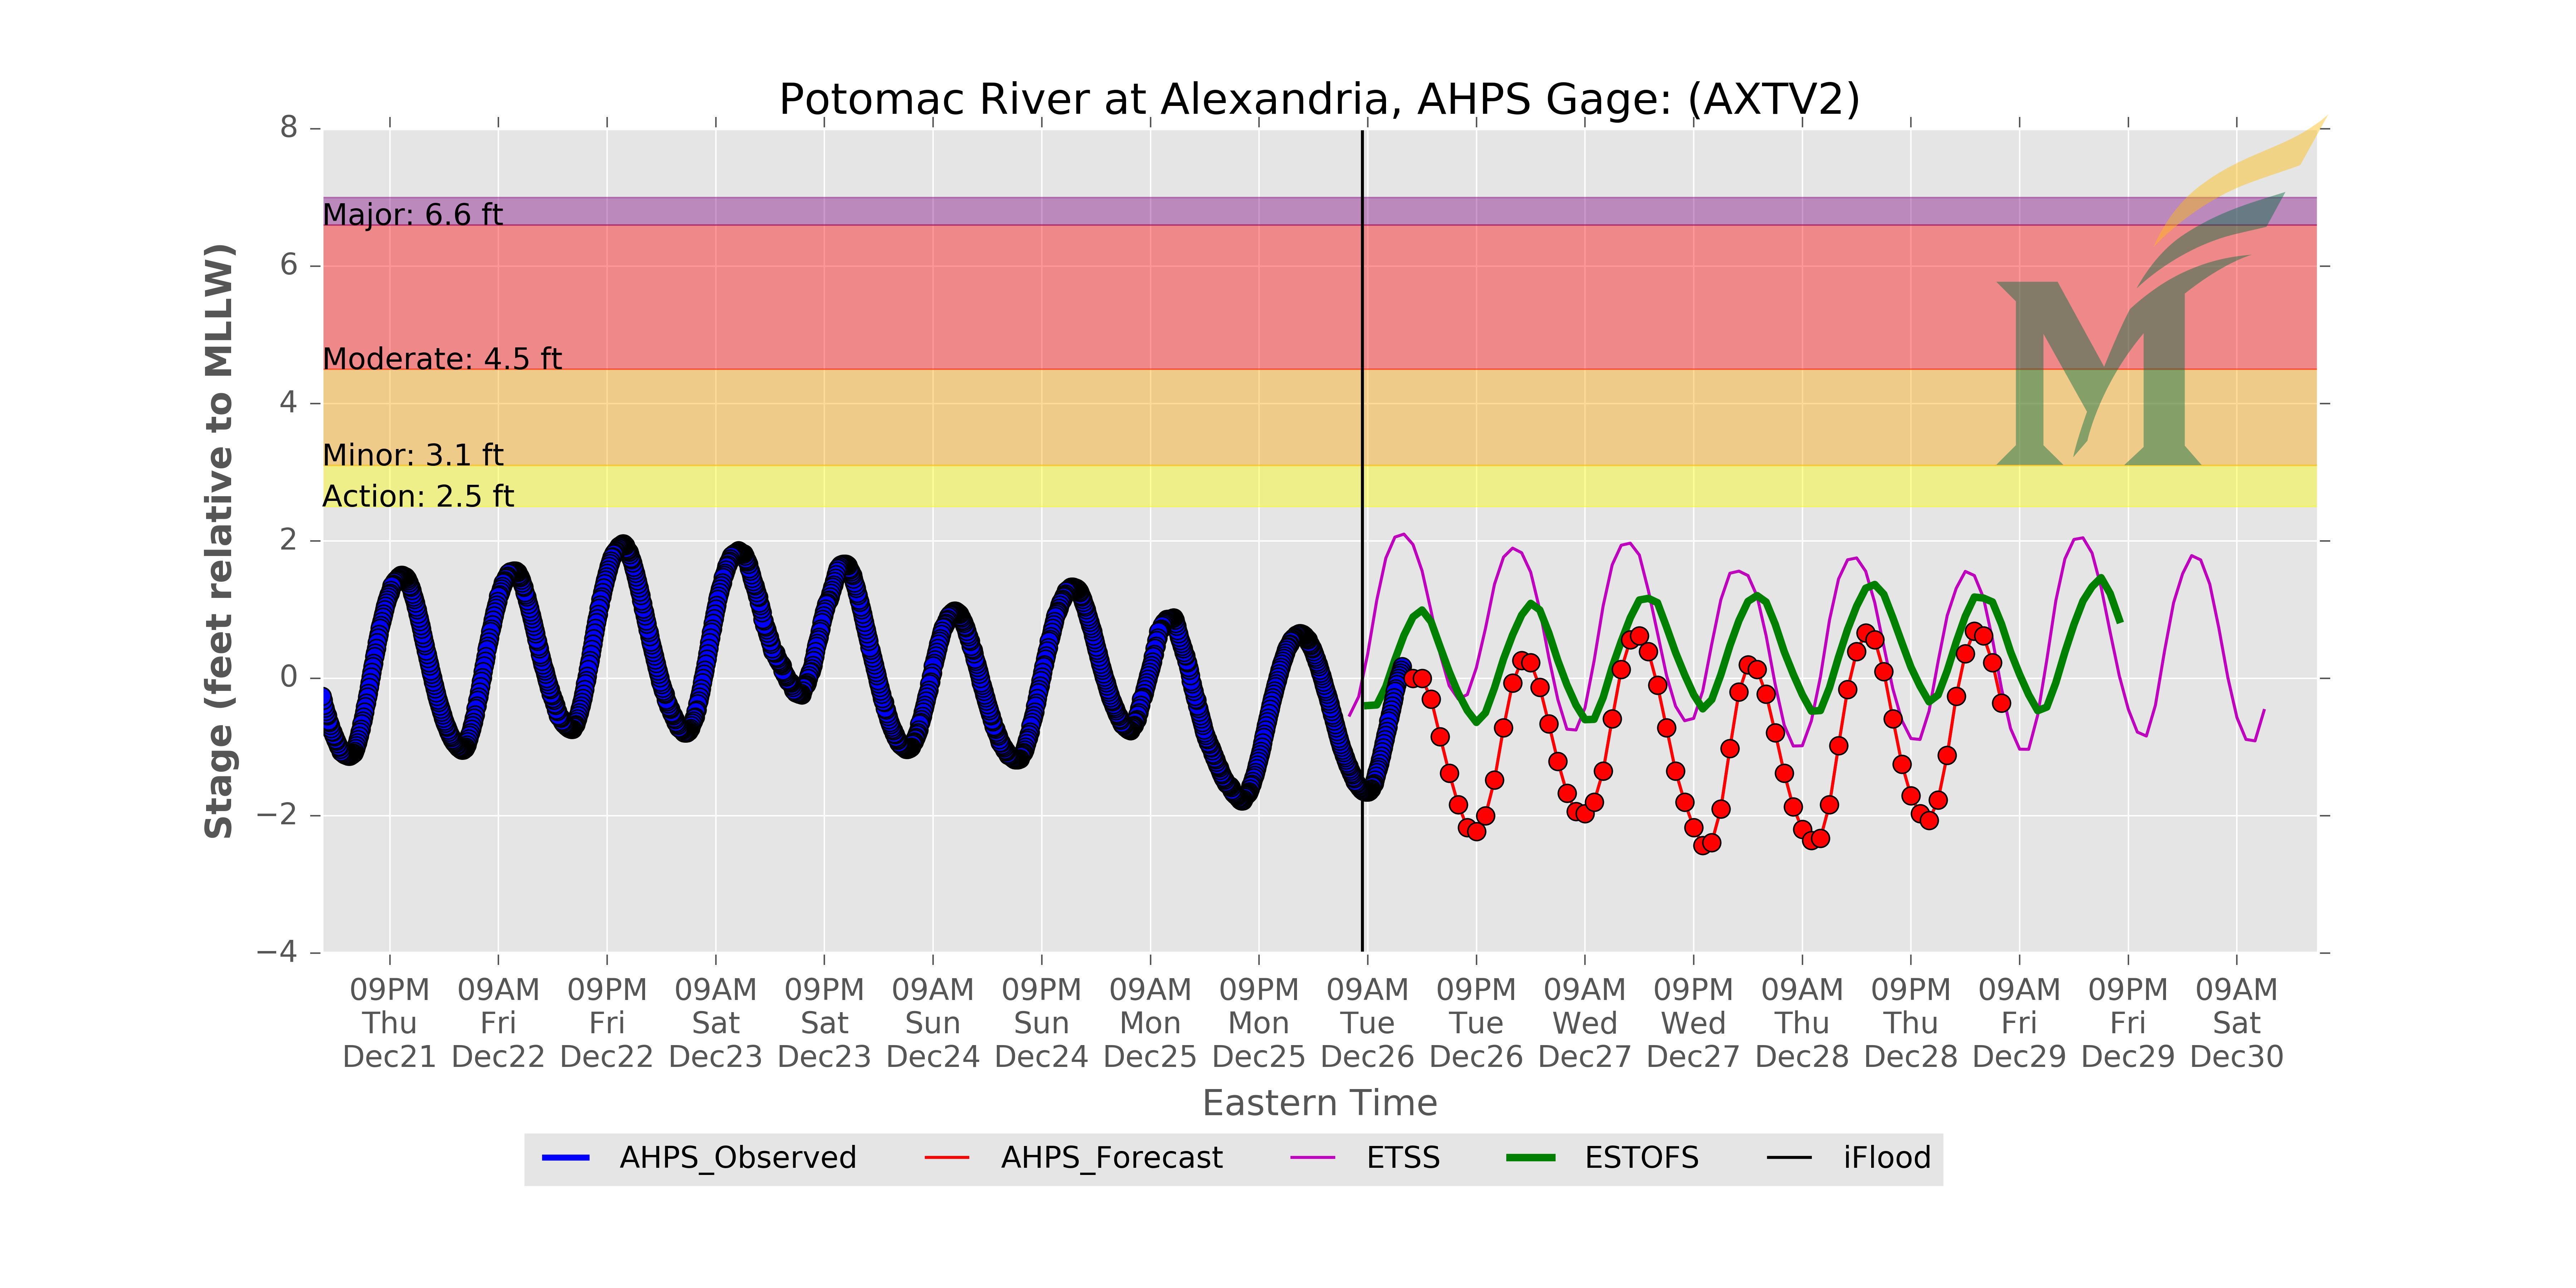 Potomac River at Alexandria, AHPS Gage: (AXTV2)
Stage (feet relative to MLLW)
8
6
4
2
0
−2
−4
Major: 6.6 ft
Moderate: 4.5 ft
Minor: 3.1 ft
Action: 2.5 ft
M
09PM 09AM 09PM 09AM 09PM 09AM 09PM 09AM 09PM 09AM 09PM 09AM 09PM 09AM 09PM 09AM 09PM 09AM
Thu Fri Fri Sat Sat Sun Sun Mon Mon Tue Tue Wed Wed Thu Thu Fri Fri Sat
Dec21 Dec22 Dec22 Dec23 Dec23 Dec24 Dec24 Dec25 Dec25 Dec26 Dec26 Dec27 Dec27 Dec28 Dec28 Dec29 Dec29 Dec30
Eastern Time
AHPS_Observed AHPS_Forecast ETSS ESTOFS iFlood